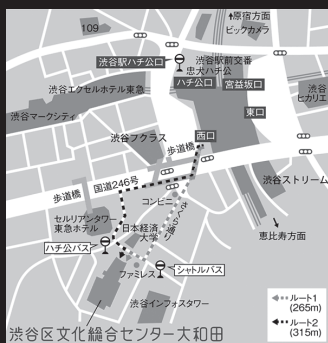 ↑原宿方面
ビックカメラ
109
渋谷駅前交番
忠犬ハチ公
渋谷駅ハチ公口
ハチ公口
宮益坂口
渋谷
ヒカリエ
渋谷エクセルホテル東急
東口
渋谷マークシティ
渋谷フクラス
西口
歩道橋
渋谷ストリーム
国道246号
歩道橋
コンビニ
さくら通り
セルリアンタワー
東急ホテル
恵比寿方面
日本経済
大学
ハチ公バス
シャトルバス
ファミレス
渋谷インフォスタワー
ルート1
(265m)
ルート2
(315m)
渋谷区文化総合センター大和田